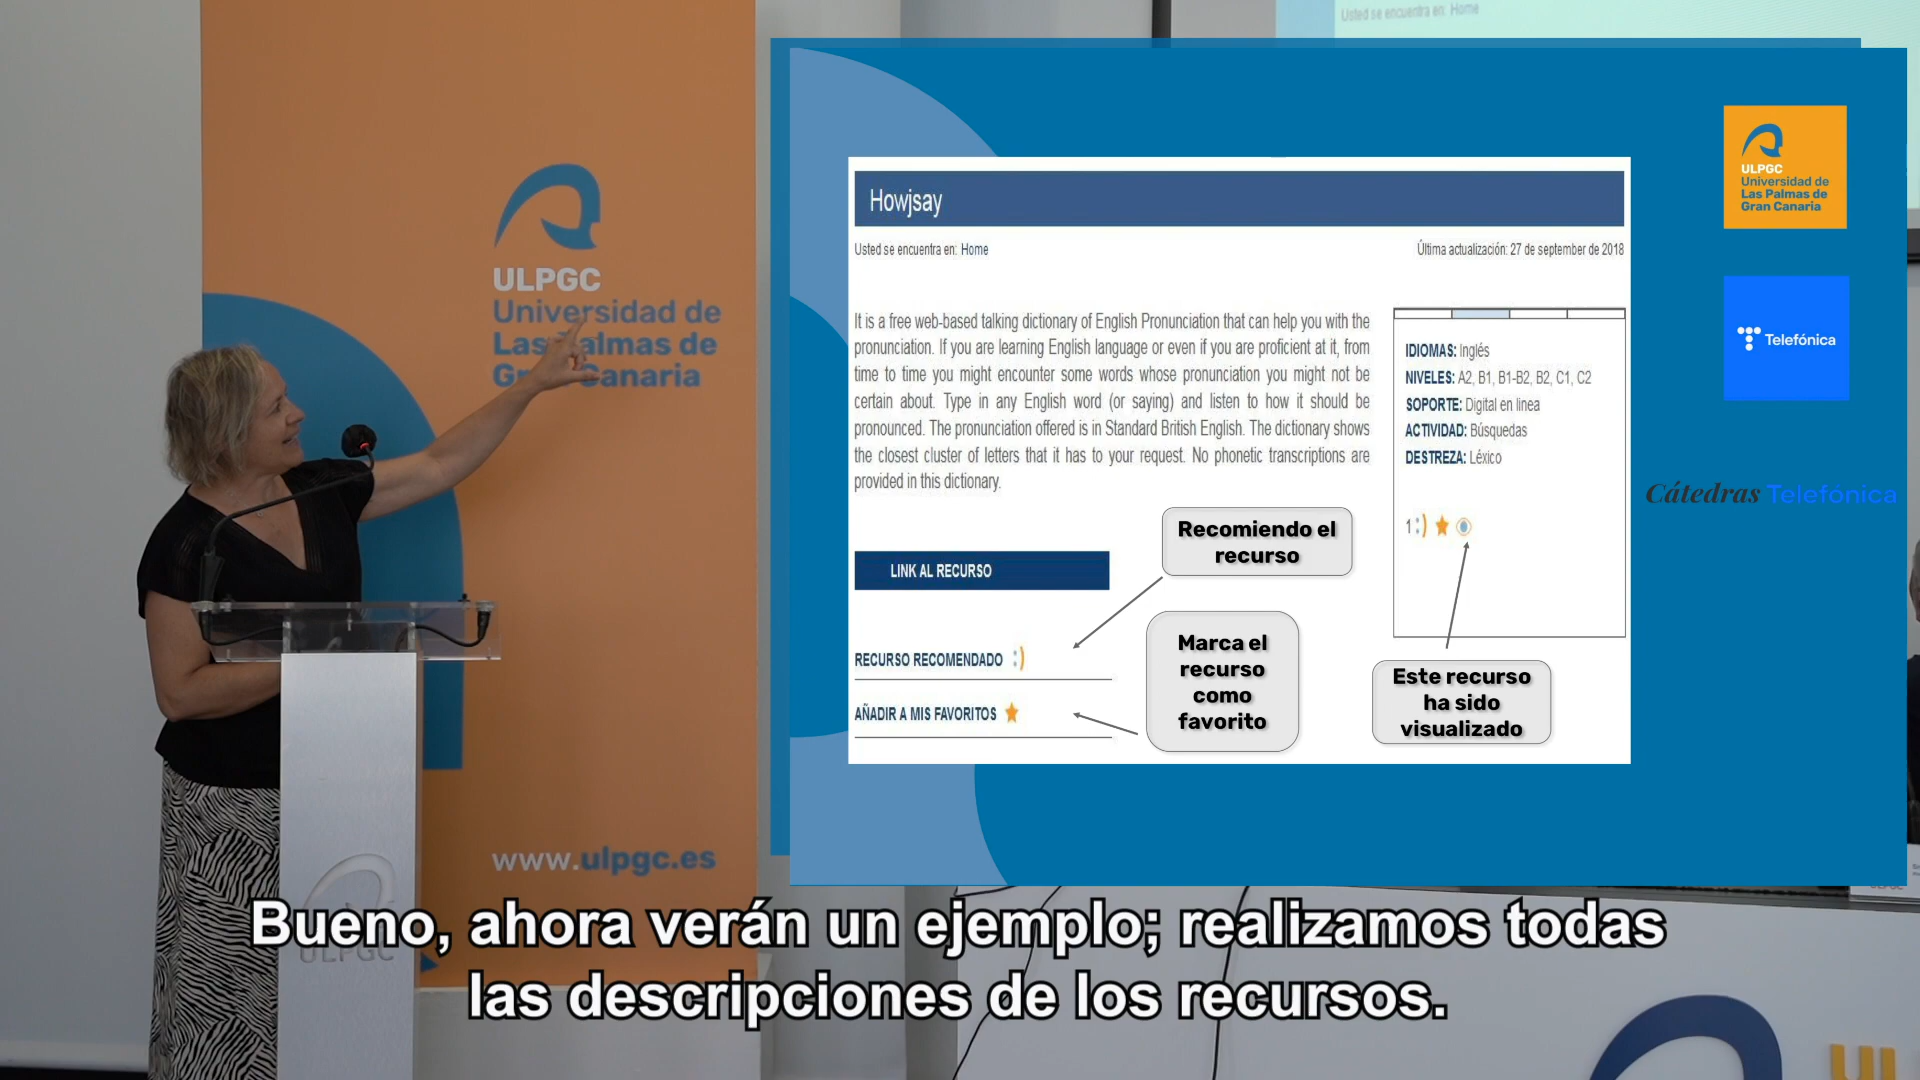 Usted se encuentra en: Home
ULPGC
Universidad de
Las Palmas de
Gran Canaria
www.ulpgc.es
ULPGC
Howjsay
Usted se encuentra en: Home
Última actualización: 27 de september de 2018
It is a free web-based talking dictionary of English Pronunciation that can help you with the
pronunciation. If you are learning English language or even if you are proficient at it, from
time to time you might encounter some words whose pronunciation you might not be
certain about. Type in any English word (or saying) and listen to how it should be
pronounced. The pronunciation offered is in Standard British English. The dictionary shows
the closest cluster of letters that it has to your request. No phonetic transcriptions are
provided in this dictionary.
IDIOMAS: Inglés
NIVELES: A2, B1, B1-B2, B2, C1, C2
SOPORTE: Digital en linea
ACTIVIDAD: Búsquedas
DESTREZA: Léxico
1 :)
LINK AL RECURSO
RECURSO RECOMENDADO :)
AÑADIR A MIS FAVORITOS
Recomiendo el
recurso
Marca el
recurso
como
favorito
Este recurso
ha sido
visualizado
ULPGC
Universidad de
Las Palmas de
Gran Canaria
Telefónica
Cátedras Telefónica
Bueno, ahora verán un ejemplo; realizamos todas
las descripciones de los recursos.